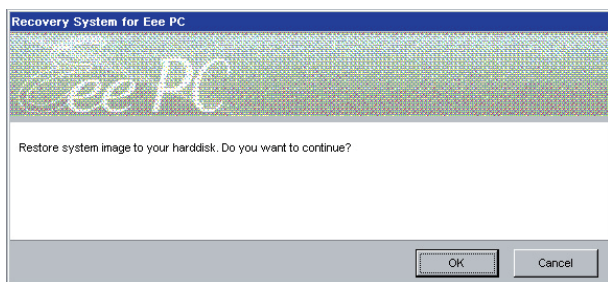 Recovery System for Eee PC
Eee PC
Restore system image to your harddisk. Do you want to continue?
OK
Cancel